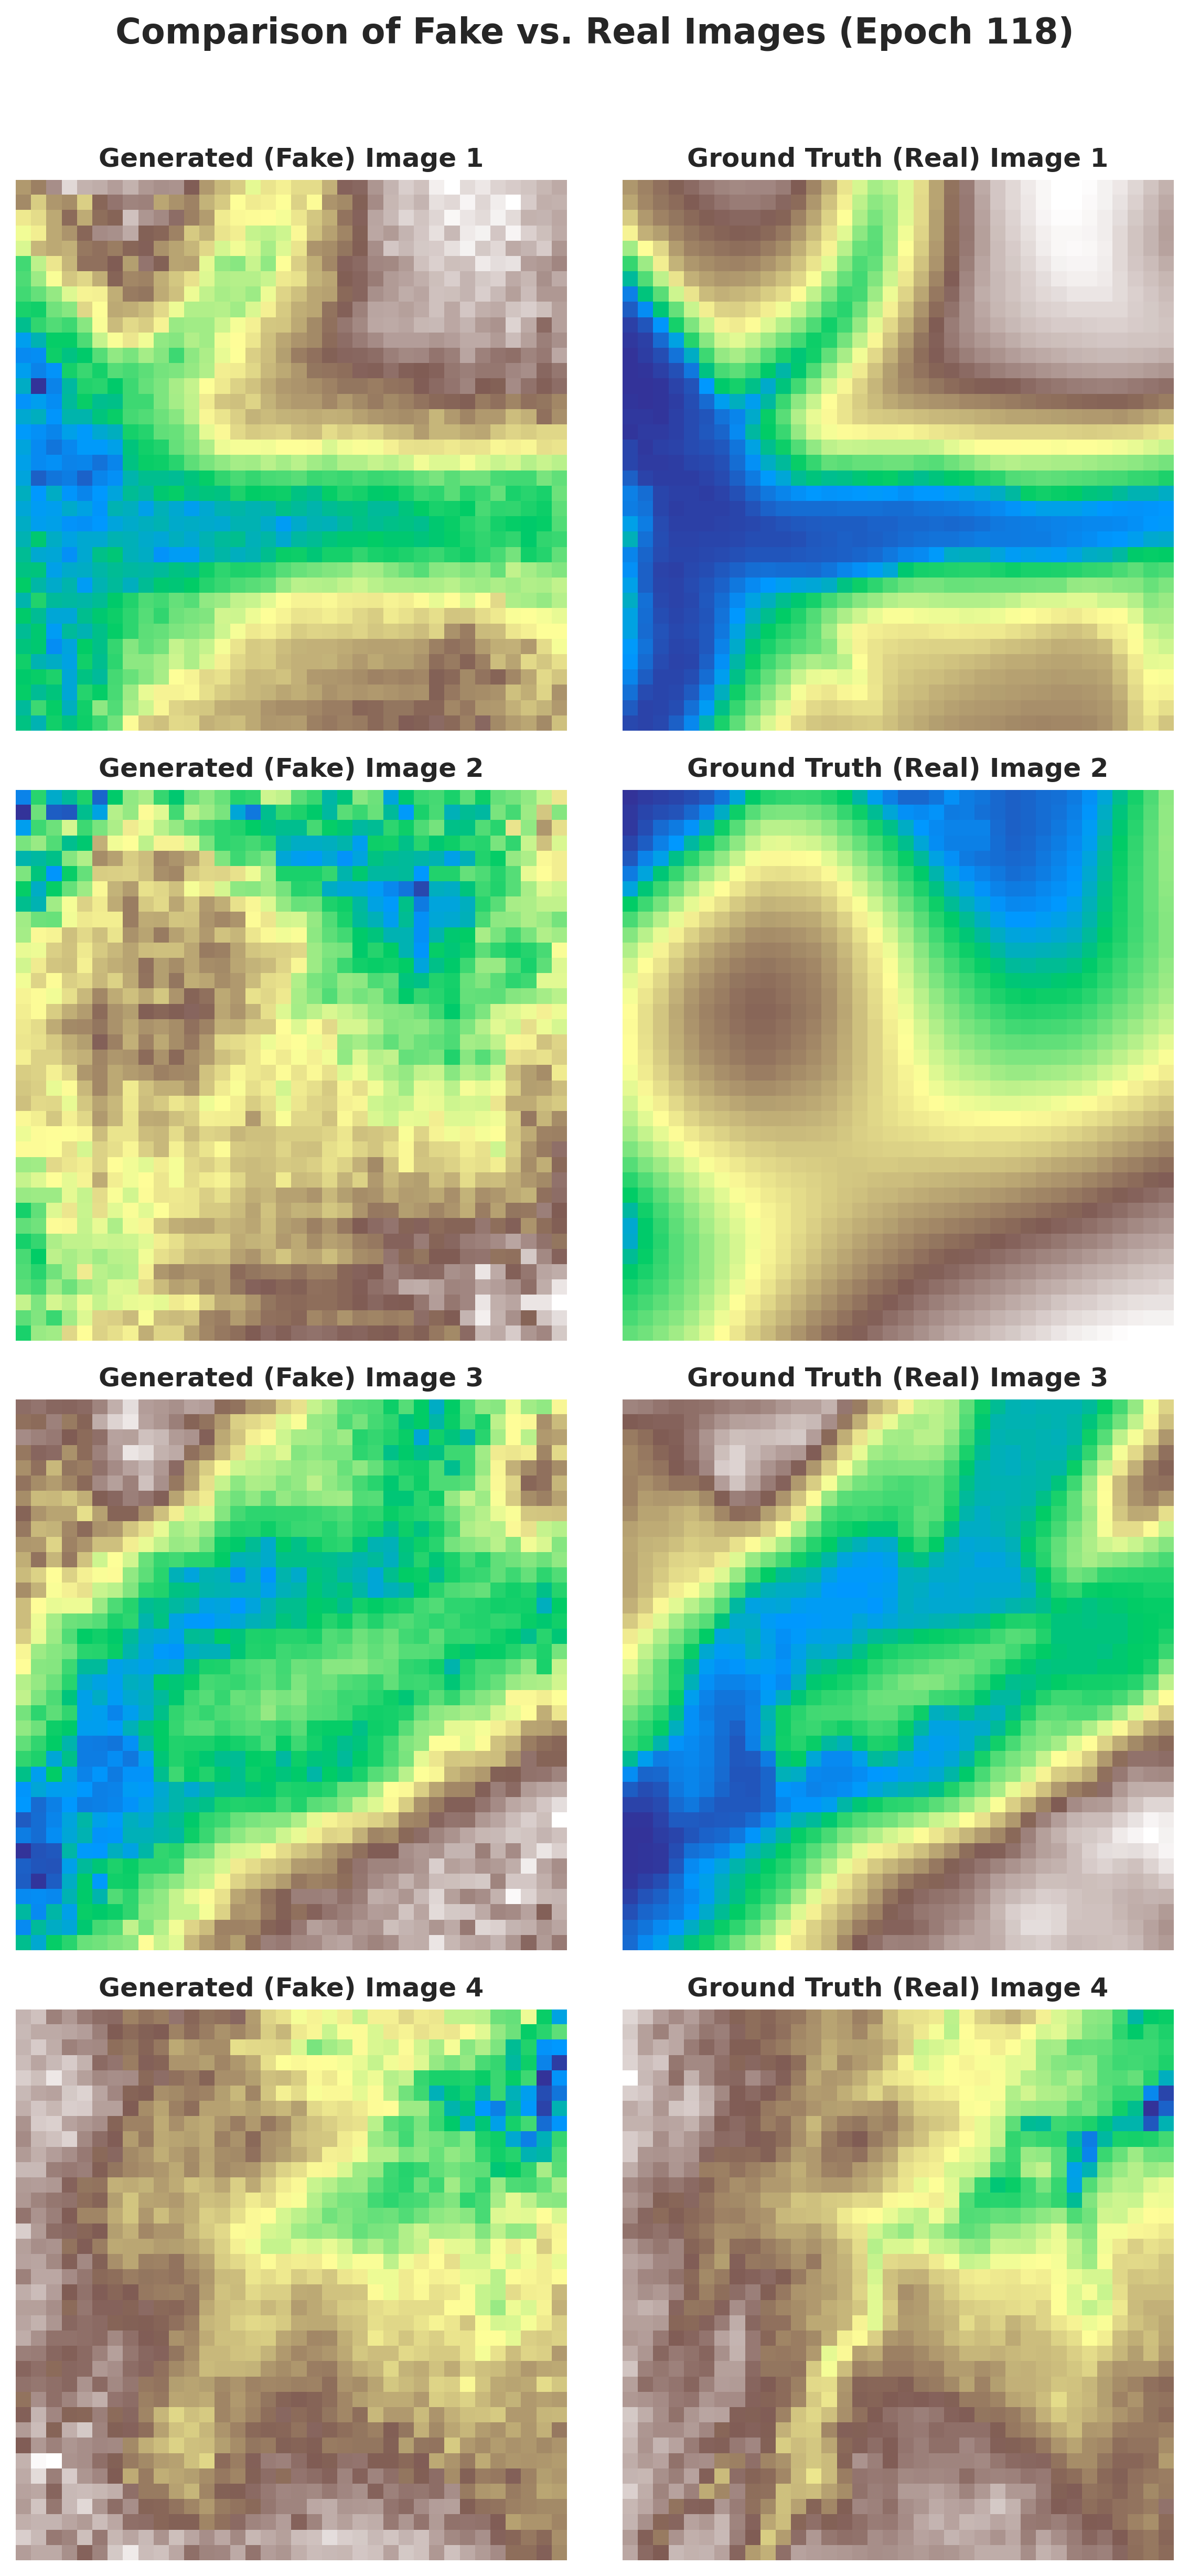 Comparison of Fake vs. Real Images (Epoch 118)
Generated (Fake) Image 1
Ground Truth (Real) Image 1
Generated (Fake) Image 2
Ground Truth (Real) Image 2
Generated (Fake) Image 3
Ground Truth (Real) Image 3
Generated (Fake) Image 4
Ground Truth (Real) Image 4